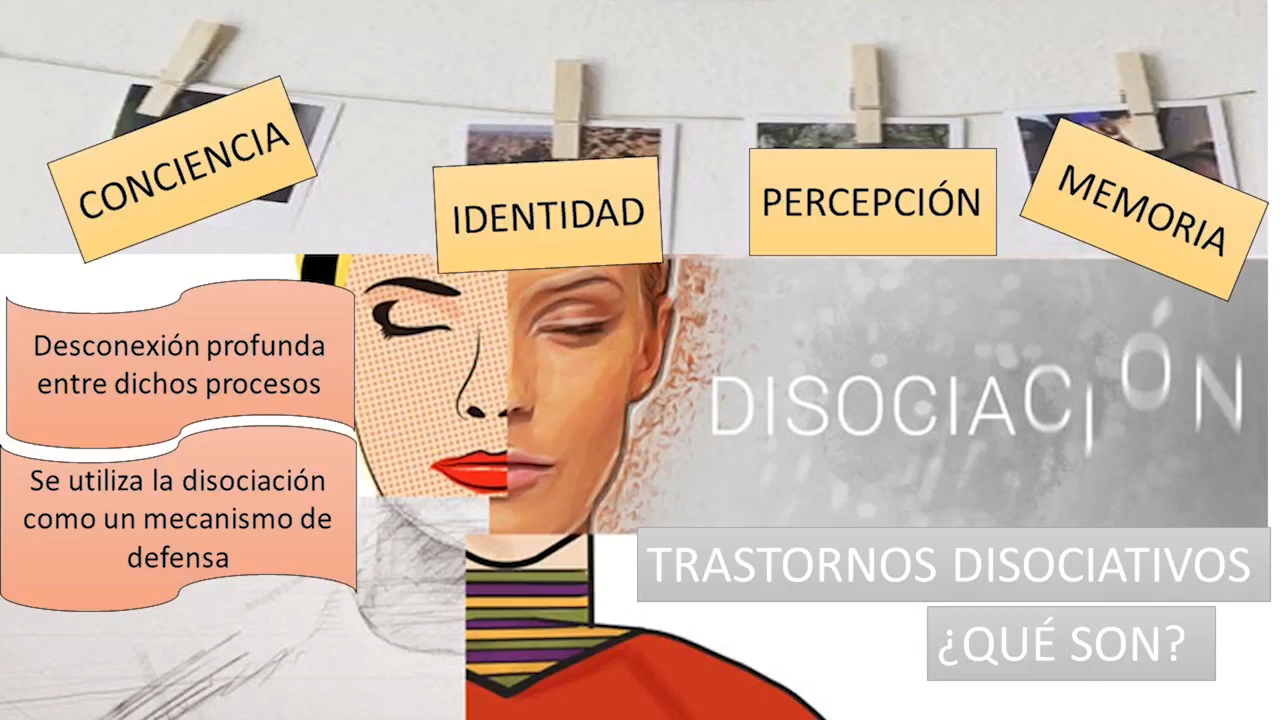 CONCIENCIA
IDENTIDAD
PERCEPCIÓN
MEMORIA
Desconexión profunda
entre dichos procesos
Se utiliza la disociación
como un mecanismo de
defensa
DISOCIACIÓN
TRASTORNOS DISOCIATIVOS
¿QUÉ SON?